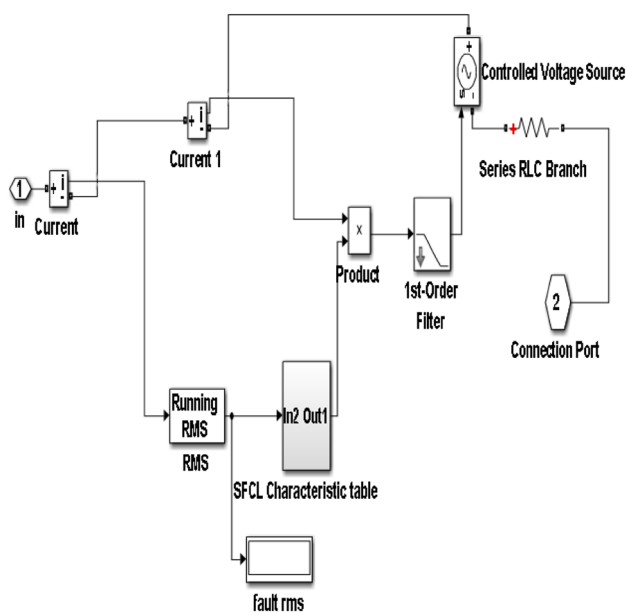 Controlled Voltage Source
+
s
-
+ i
-
Current 1
+
Series RLC Branch
1
+ i
-
in
Current
x
Product
1st-Order
Filter
2
Connection Port
Running
RMS
RMS
In2 Out1
SFCL Characteristic table
fault rms